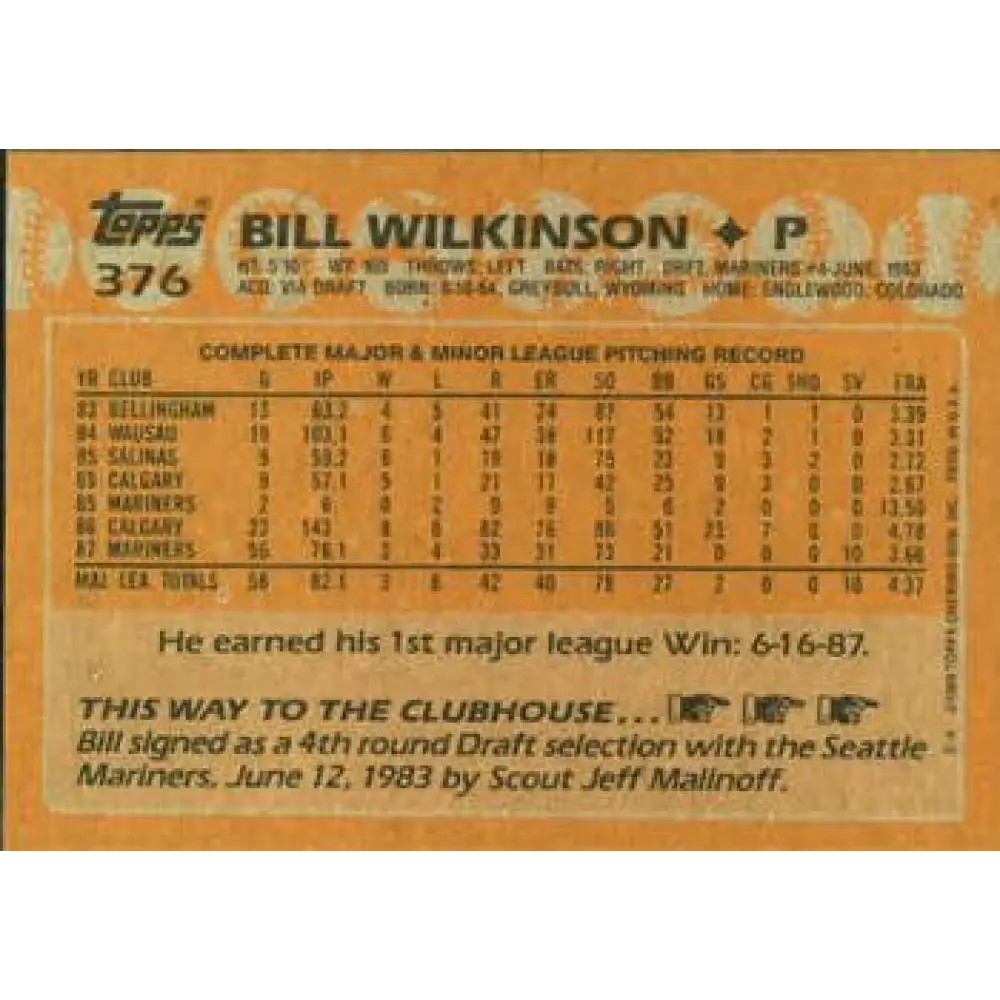 topps®
376
BILL WILKINSON ✦ P
HT. 5'10" WT. THROWS: LEFT BATS: RIGHT DRFT. MARINERS #4-JUNE, 1983
ACQ. VIA DRAFT BORN: 8-10-64, GREYBULL, WYOMING HOME: ENGLEWOOD, COLORADO
COMPLETE MAJOR & MINOR LEAGUE PITCHING RECORD
YR CLUB G IP W L R ER SO BB GS CG SHO SV ERA
83 BELLINGHAM 13 63.2 4 5 41 24 87 54 13 1 1 0 3.39
84 WAUSAU 103.1 6 4 47 38 117 52 18 2 1 0 3.31
85 SALINAS 9 59.2 6 1 19 18 75 23 9 3 2 0 2.72
85 CALGARY 9 57.1 5 1 21 17 42 25 9 3 0 0 2.67
85 MARINERS 2 6 0 2 9 9 5 6 2 0 0 0 13.50
86 CALGARY 23 143 8 82 76 86 51 23 7 0 0 4.78
87 MARINERS 56 76.1 3 4 33 31 73 21 0 0 0 10 3.66
MAJ. LEA. TOTALS 58 82.1 3 6 42 40 78 27 2 0 0 10 4.37
He earned his 1st major league Win: 6-16-87.
THIS WAY TO THE CLUBHOUSE...
Bill signed as a 4th round Draft selection with the Seattle
Mariners, June 12, 1983 by Scout Jeff Malinoff.
TOPPS CHEWING GUM, INC.